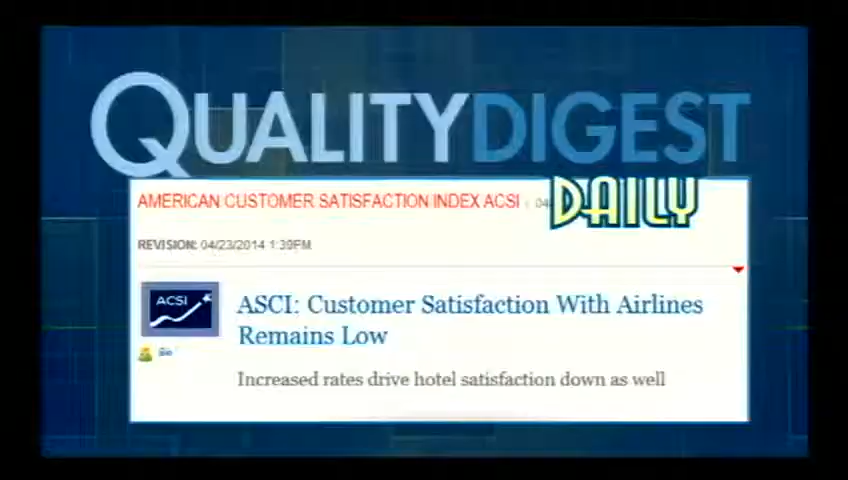 QUALITYDIGEST
DAILY
AMERICAN CUSTOMER SATISFACTION INDEX ACSI
REVISION: 04/23/2014 1:39PM
ACSI
ASCI: Customer Satisfaction With Airlines
Remains Low
Bio
Increased rates drive hotel satisfaction down as well